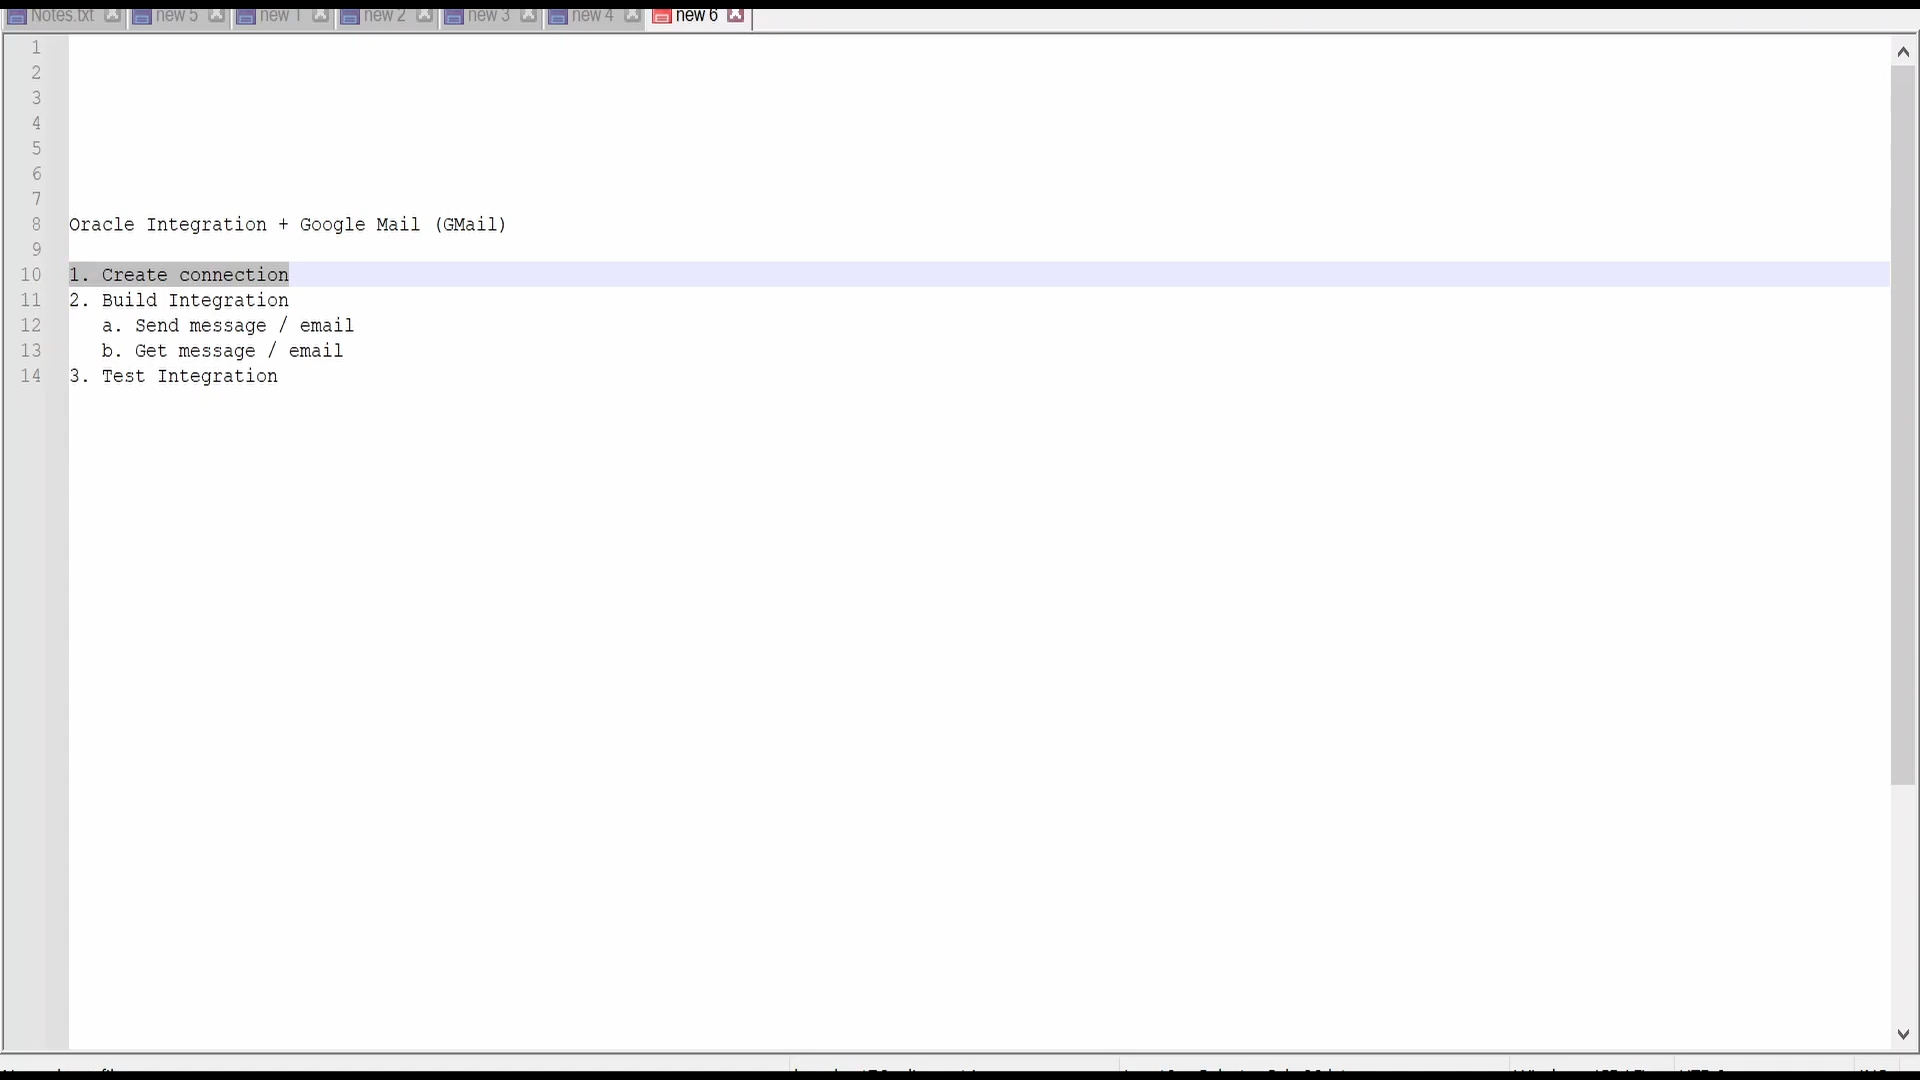 Notes.txt new 5 new 1 new 2 new 3 new 4 new 6
1
2
3
4
5
6
7
8 Oracle Integration + Google Mail (GMail)
9
10 1. Create connection
11 2. Build Integration
12 a. Send message / email
13 b. Get message / email
14 3. Test Integration